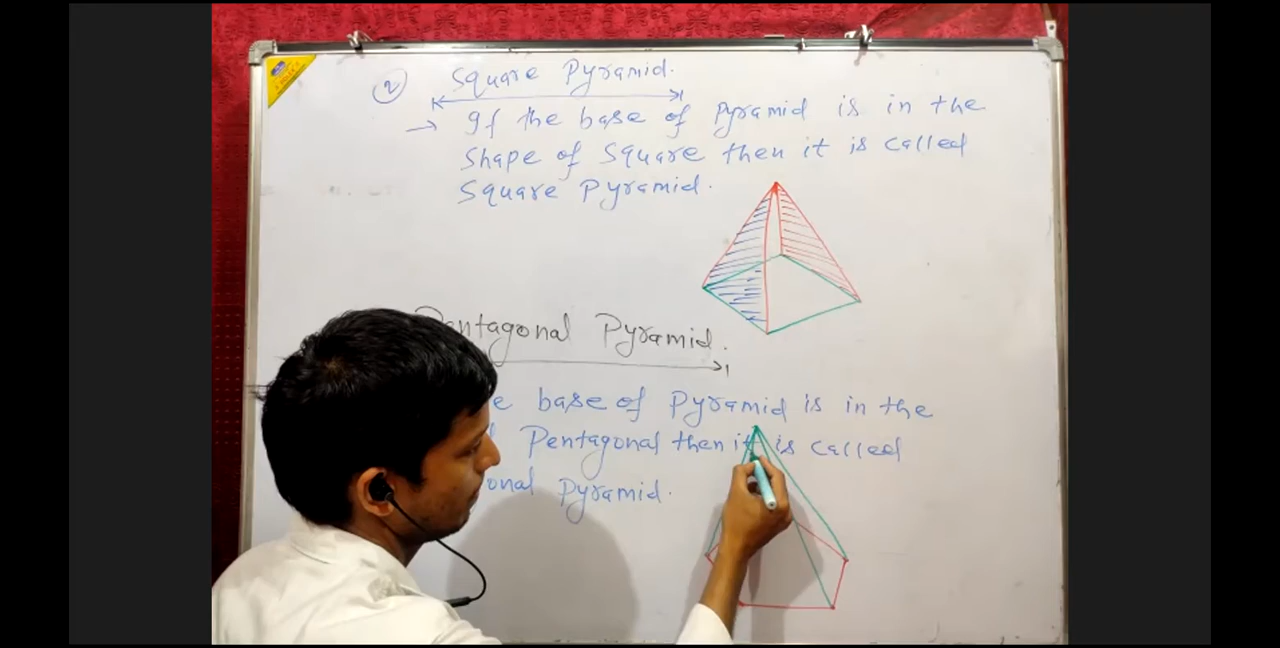 2 Square Pyramid.
→ If the base of Pyramid is in the
Shape of Square then it is called
Square Pyramid.
Pentagonal Pyramid.
e base of Pyramid is in the
Pentagonal then it is called
onal Pyramid.